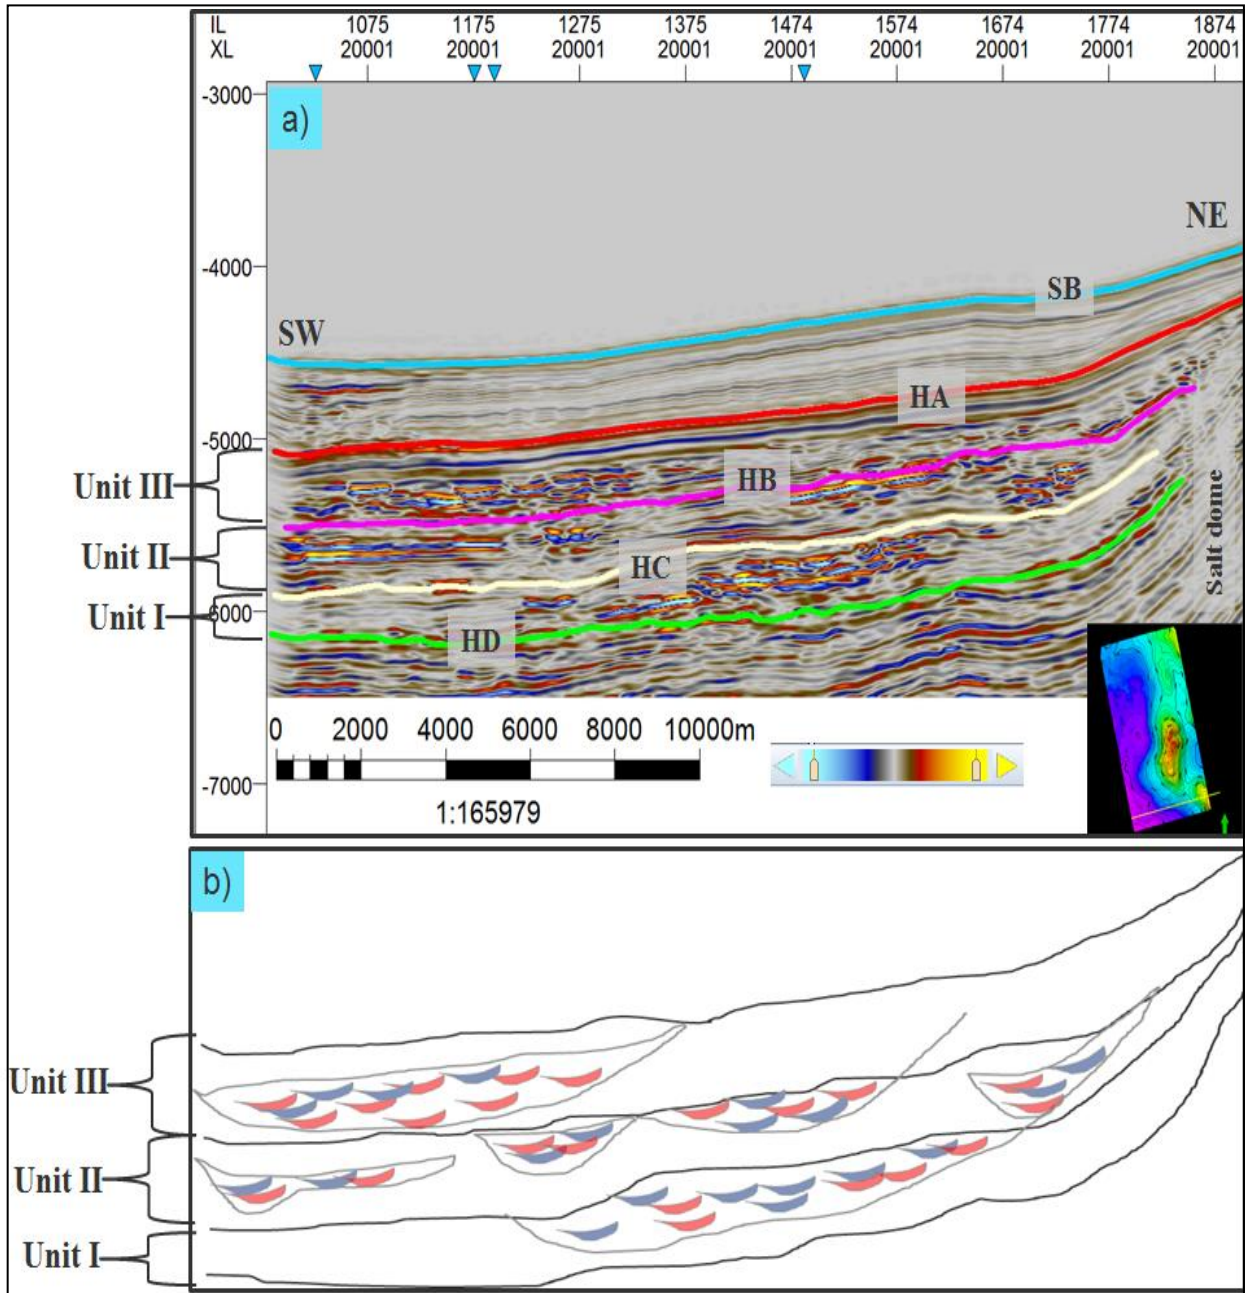 IL 1075 1175 1275 1375 1474 1574 1674 1774 1874
XL 20001 20001 20001 20001 20001 20001 20001 20001 20001
-3000
a)
NE
-4000
SB
SW
HA
-5000
HB
Unit III
Unit II
HC
Salt dome
Unit I
-6000
HD
0 2000 4000 6000 8000 10000m
-7000
1:165979
b)
Unit III
Unit II
Unit I